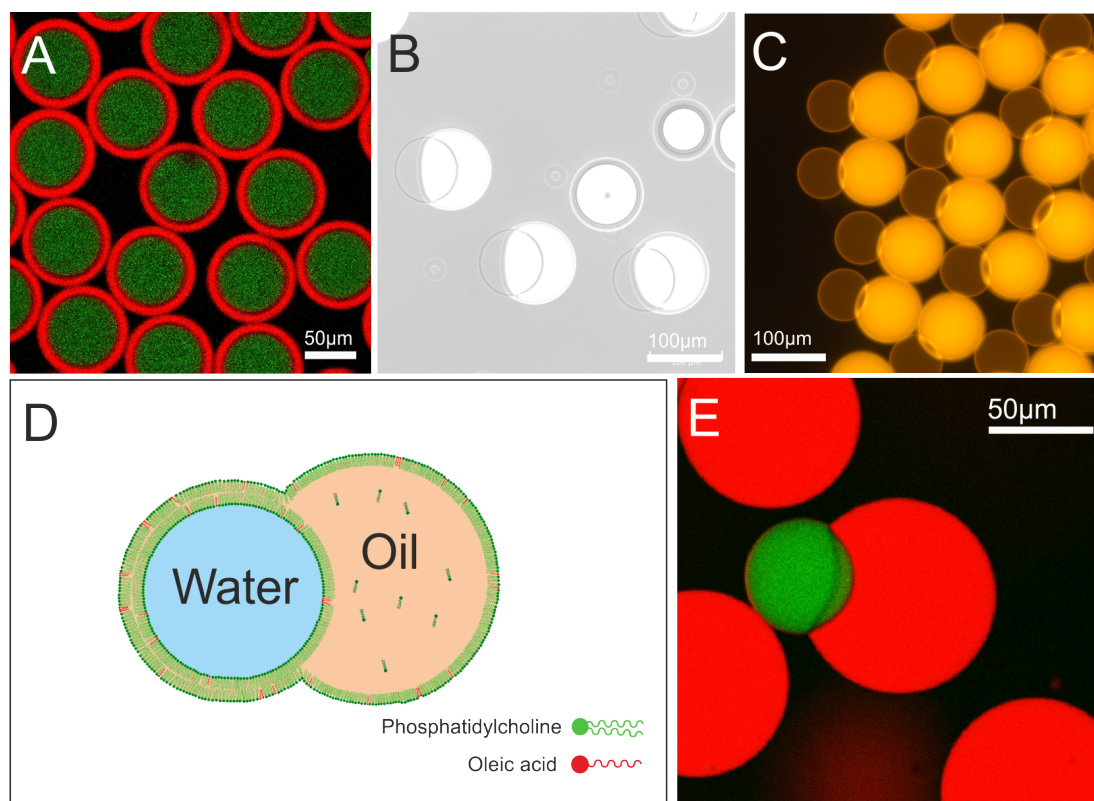 A
50µm
B
100µm
C
100µm
D
Water
Oil
Phosphatidylcholine
Oleic acid
E
50µm